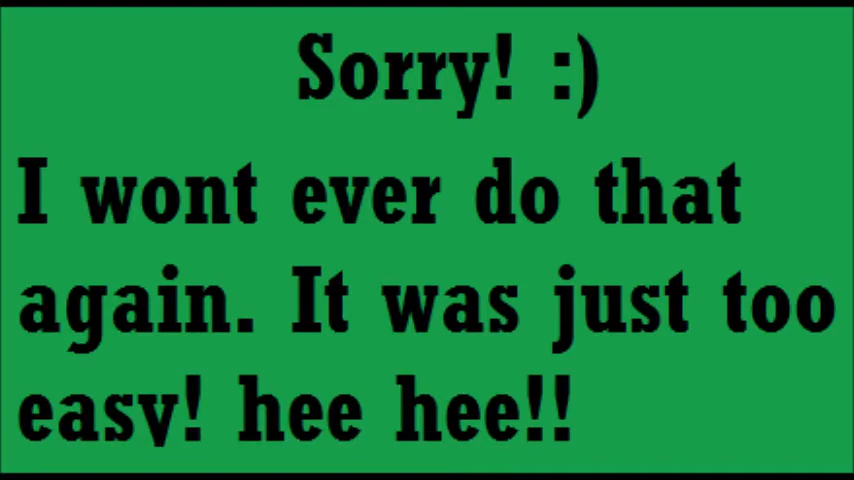 Sorry! :)
I wont ever do that
again. It was just too
easy! hee hee!!